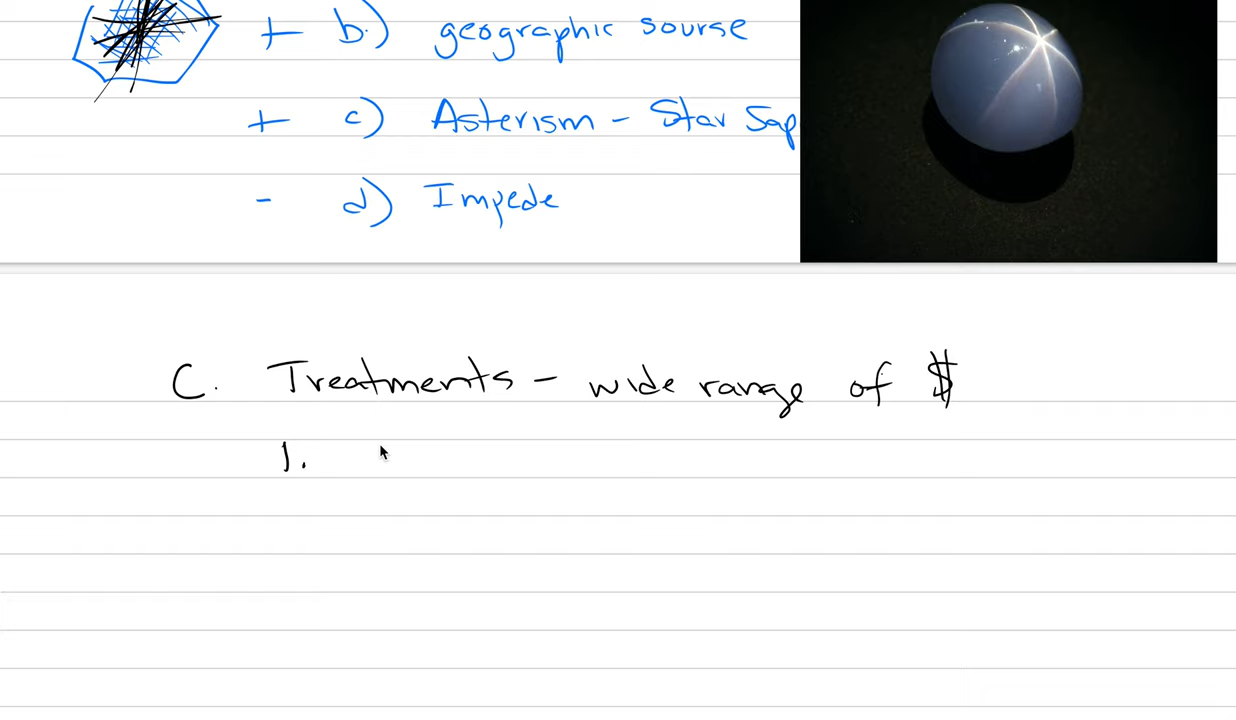 + b.) geographic sourse
+ c) Asterism - Star Sap
- d) Impede
C. Treatments - wide range of $
1.